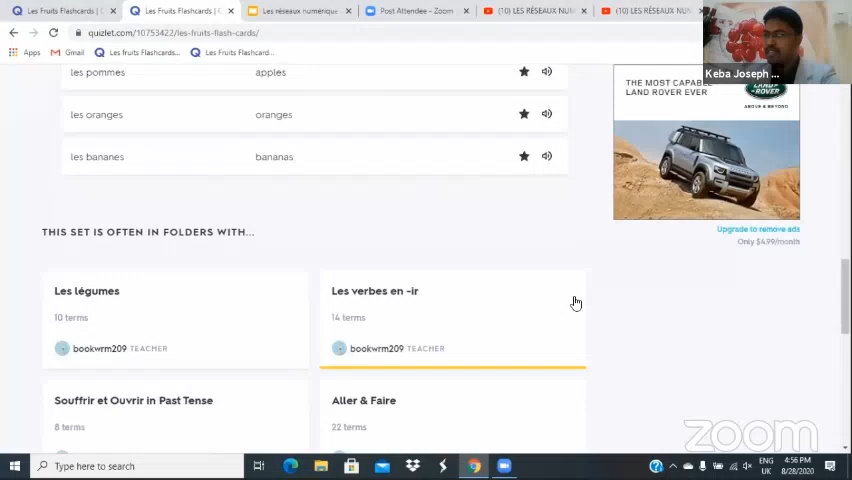 Les Fruits Flashcards | C
Les Fruits Flashcards | C
Les réseaux numérique
Post Attendee - Zoom
(10) LES RÉSEAUX NUM
(10) LES RÉSEAUX NUM
quizlet.com/10753422/les-fruits-flash-cards/
Apps
Gmail
Les fruits Flashcard...
Les Fruits Flashcard...
Keba Joseph ...
les pommes
apples
les oranges
oranges
les bananes
bananas
THE MOST CAPABLE
LAND ROVER EVER
LAND-
ROVER
ABOVE & BEYOND
Upgrade to remove ads
Only $4.99/month
THIS SET IS OFTEN IN FOLDERS WITH...
Les légumes
10 terms
bookwrm209 TEACHER
Les verbes en -ir
14 terms
bookwrm209 TEACHER
Souffrir et Ouvrir in Past Tense
8 terms
Aller & Faire
22 terms
zoom
Type here to search
ENG
UK
4:56 PM
8/28/2020